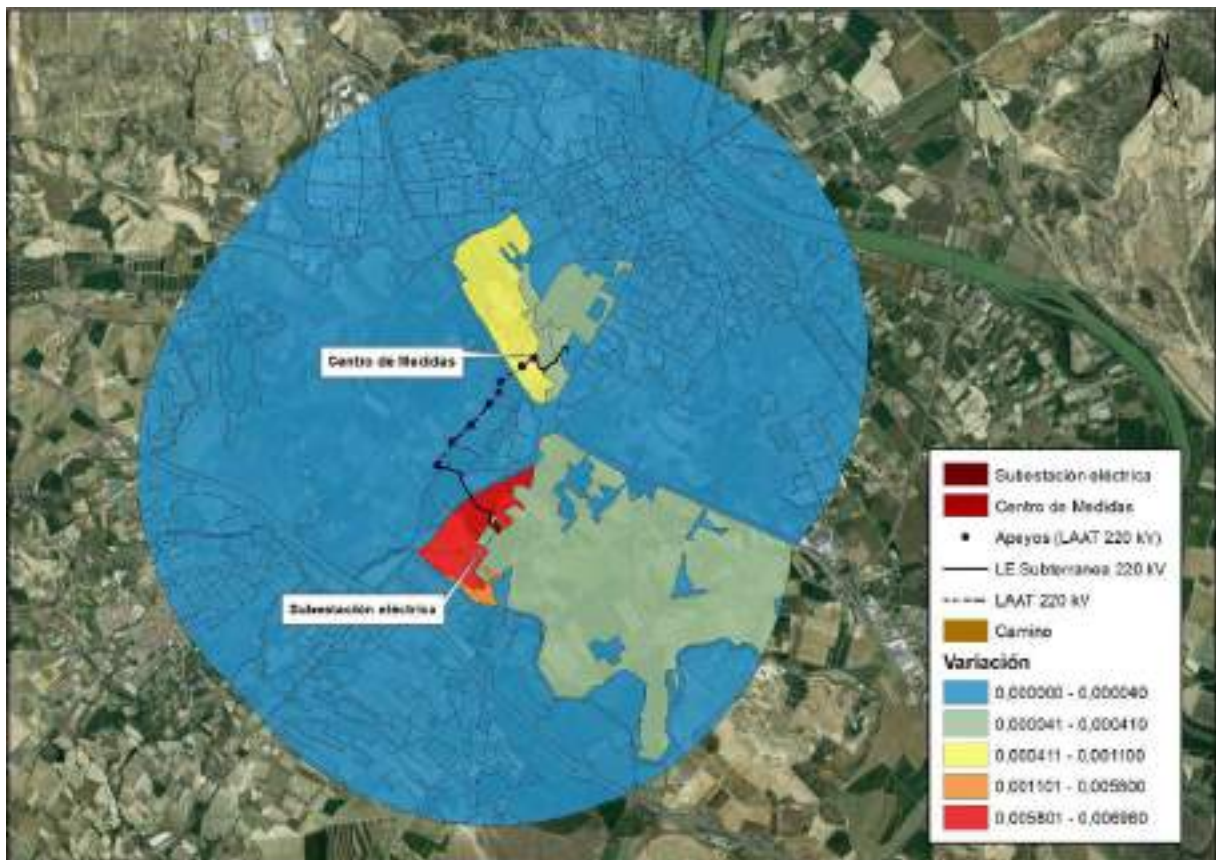 N
Centro de Medidas
Subestación eléctrica
Subestación eléctrica
Centro de Medidas
Apoyos (LAAT 220 kV)
LE Subterranea 220 kV
LAAT 220 kV
Camino
Variación
0,000000 - 0,000040
0,000041 - 0,000410
0,000411 - 0,001100
0,001101 - 0,005800
0,005801 - 0,006960